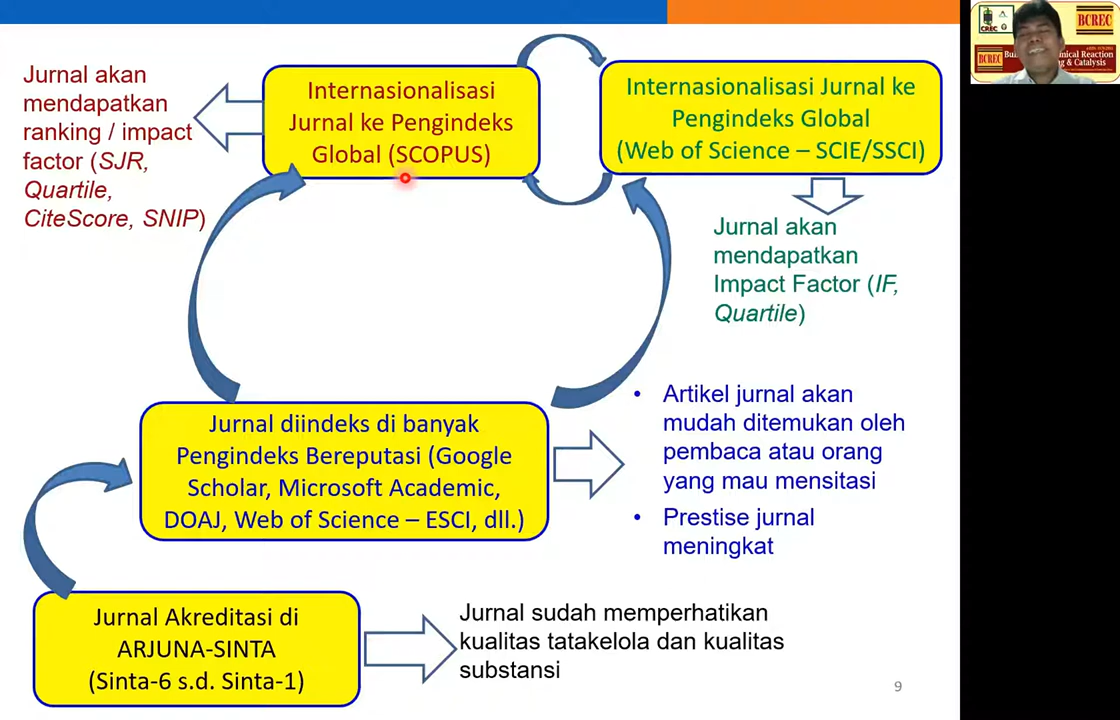 Jurnal akan
mendapatkan
ranking / impact
factor (SJR,
Quartile,
CiteScore, SNIP)
Internasionalisasi
Jurnal ke Pengindeks
Global (SCOPUS)
Internasionalisasi Jurnal ke
Pengindeks Global
(Web of Science – SCIE/SSCI)
Jurnal akan
mendapatkan
Impact Factor (IF,
Quartile)
Jurnal diindeks di banyak
Pengindeks Bereputasi (Google
Scholar, Microsoft Academic,
DOAJ, Web of Science – ESCI, dll.)
• Artikel jurnal akan
mudah ditemukan oleh
pembaca atau orang
yang mau mensitasi
• Prestise jurnal
meningkat
Jurnal Akreditasi di
ARJUNA-SINTA
(Sinta-6 s.d. Sinta-1)
Jurnal sudah memperhatikan
kualitas tatakelola dan kualitas
substansi
9
CREC
BCREC
BCREC
Reaction
Catalysis